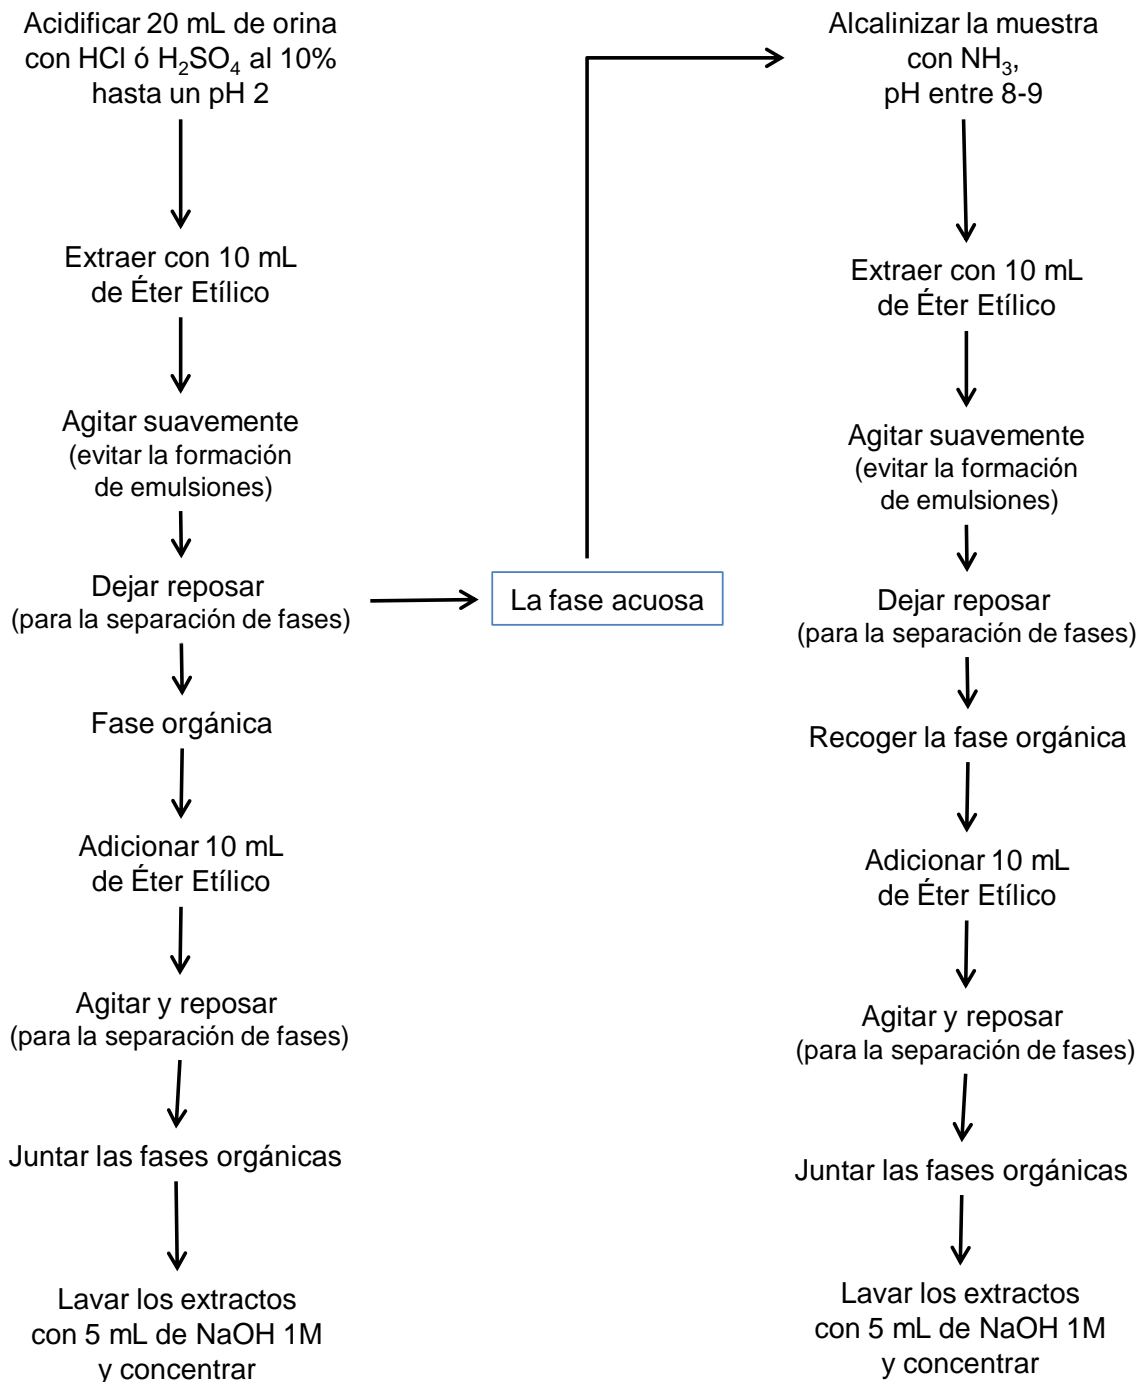 Acidificar 20 mL de orina
con HCl ó H₂SO₄ al 10%
hasta un pH 2
Extraer con 10 mL
de Éter Etílico
Agitar suavemente
(evitar la formación
de emulsiones)
Dejar reposar
(para la separación de fases)
Fase orgánica
Adicionar 10 mL
de Éter Etílico
Agitar y reposar
(para la separación de fases)
Juntar las fases orgánicas
Lavar los extractos
con 5 mL de NaOH 1M
y concentrar
La fase acuosa
Alcalinizar la muestra
con NH₃,
pH entre 8-9
Extraer con 10 mL
de Éter Etílico
Agitar suavemente
(evitar la formación
de emulsiones)
Dejar reposar
(para la separación de fases)
Recoger la fase orgánica
Adicionar 10 mL
de Éter Etílico
Agitar y reposar
(para la separación de fases)
Juntar las fases orgánicas
Lavar los extractos
con 5 mL de NaOH 1M
y concentrar